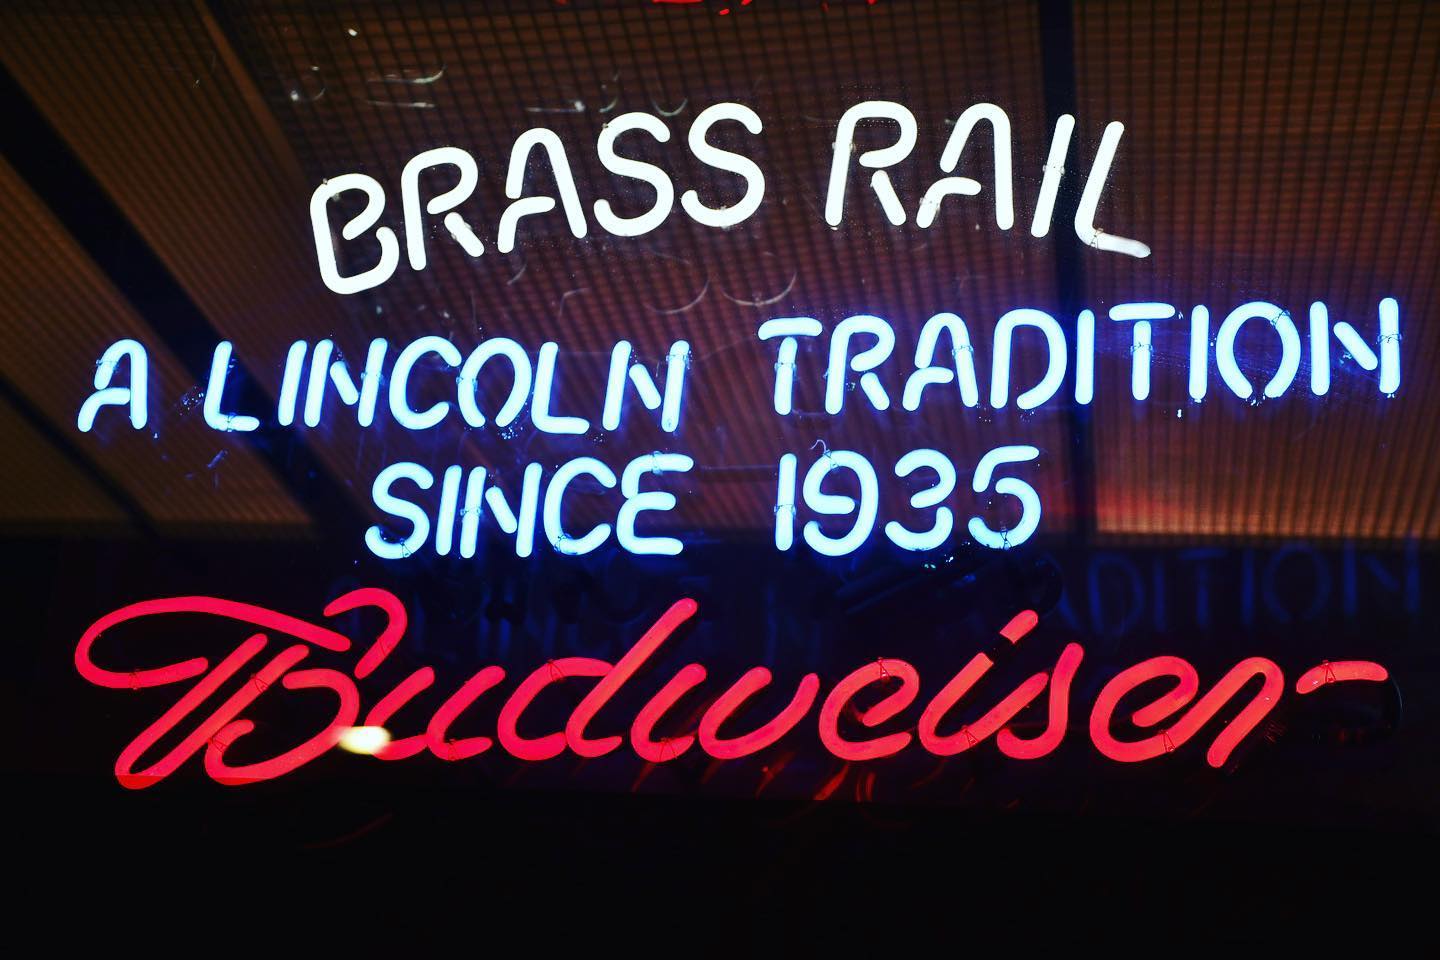 BRASS RAIL
A LINCOLN TRADITION
SINCE 1935
Budweiser